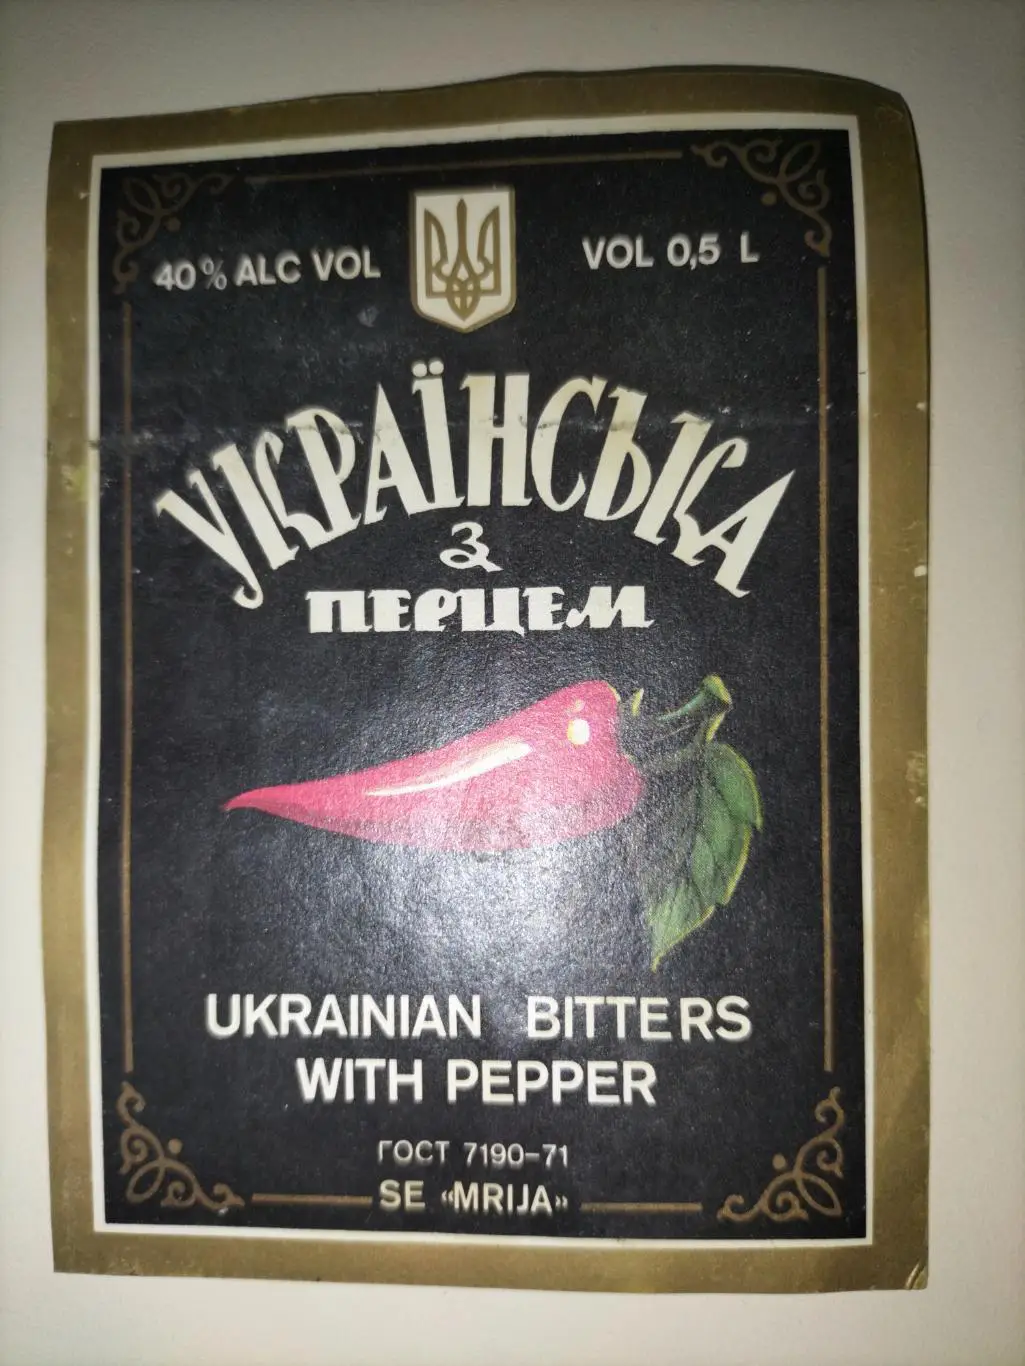 40% ALC VOL
VOL 0,5 L
УКРАЇНСЬКА
З
ПЕРЦЕМ
UKRAINIAN BITTERS
WITH PEPPER
ГОСТ 7190-71
SE «MRIJA»